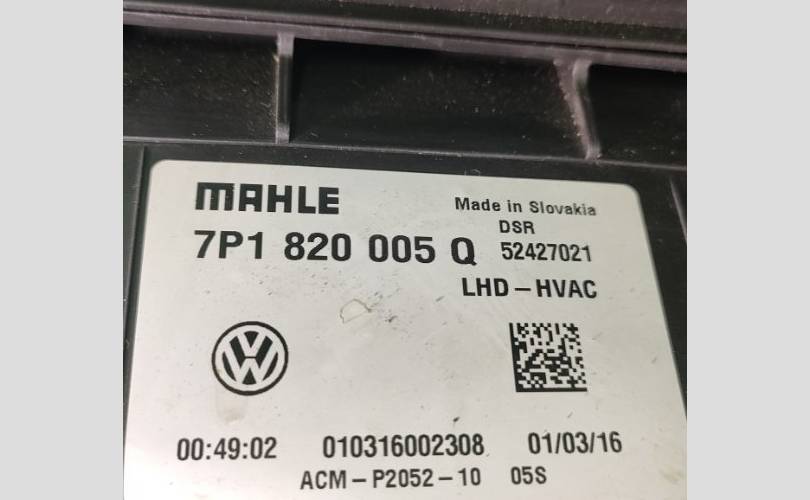 MAHLE
Made in Slovakia
DSR
7P1 820 005 Q 52427021
LHD-HVAC
00:49:02 010316002308 01/03/16
ACM-P2052-10 05S